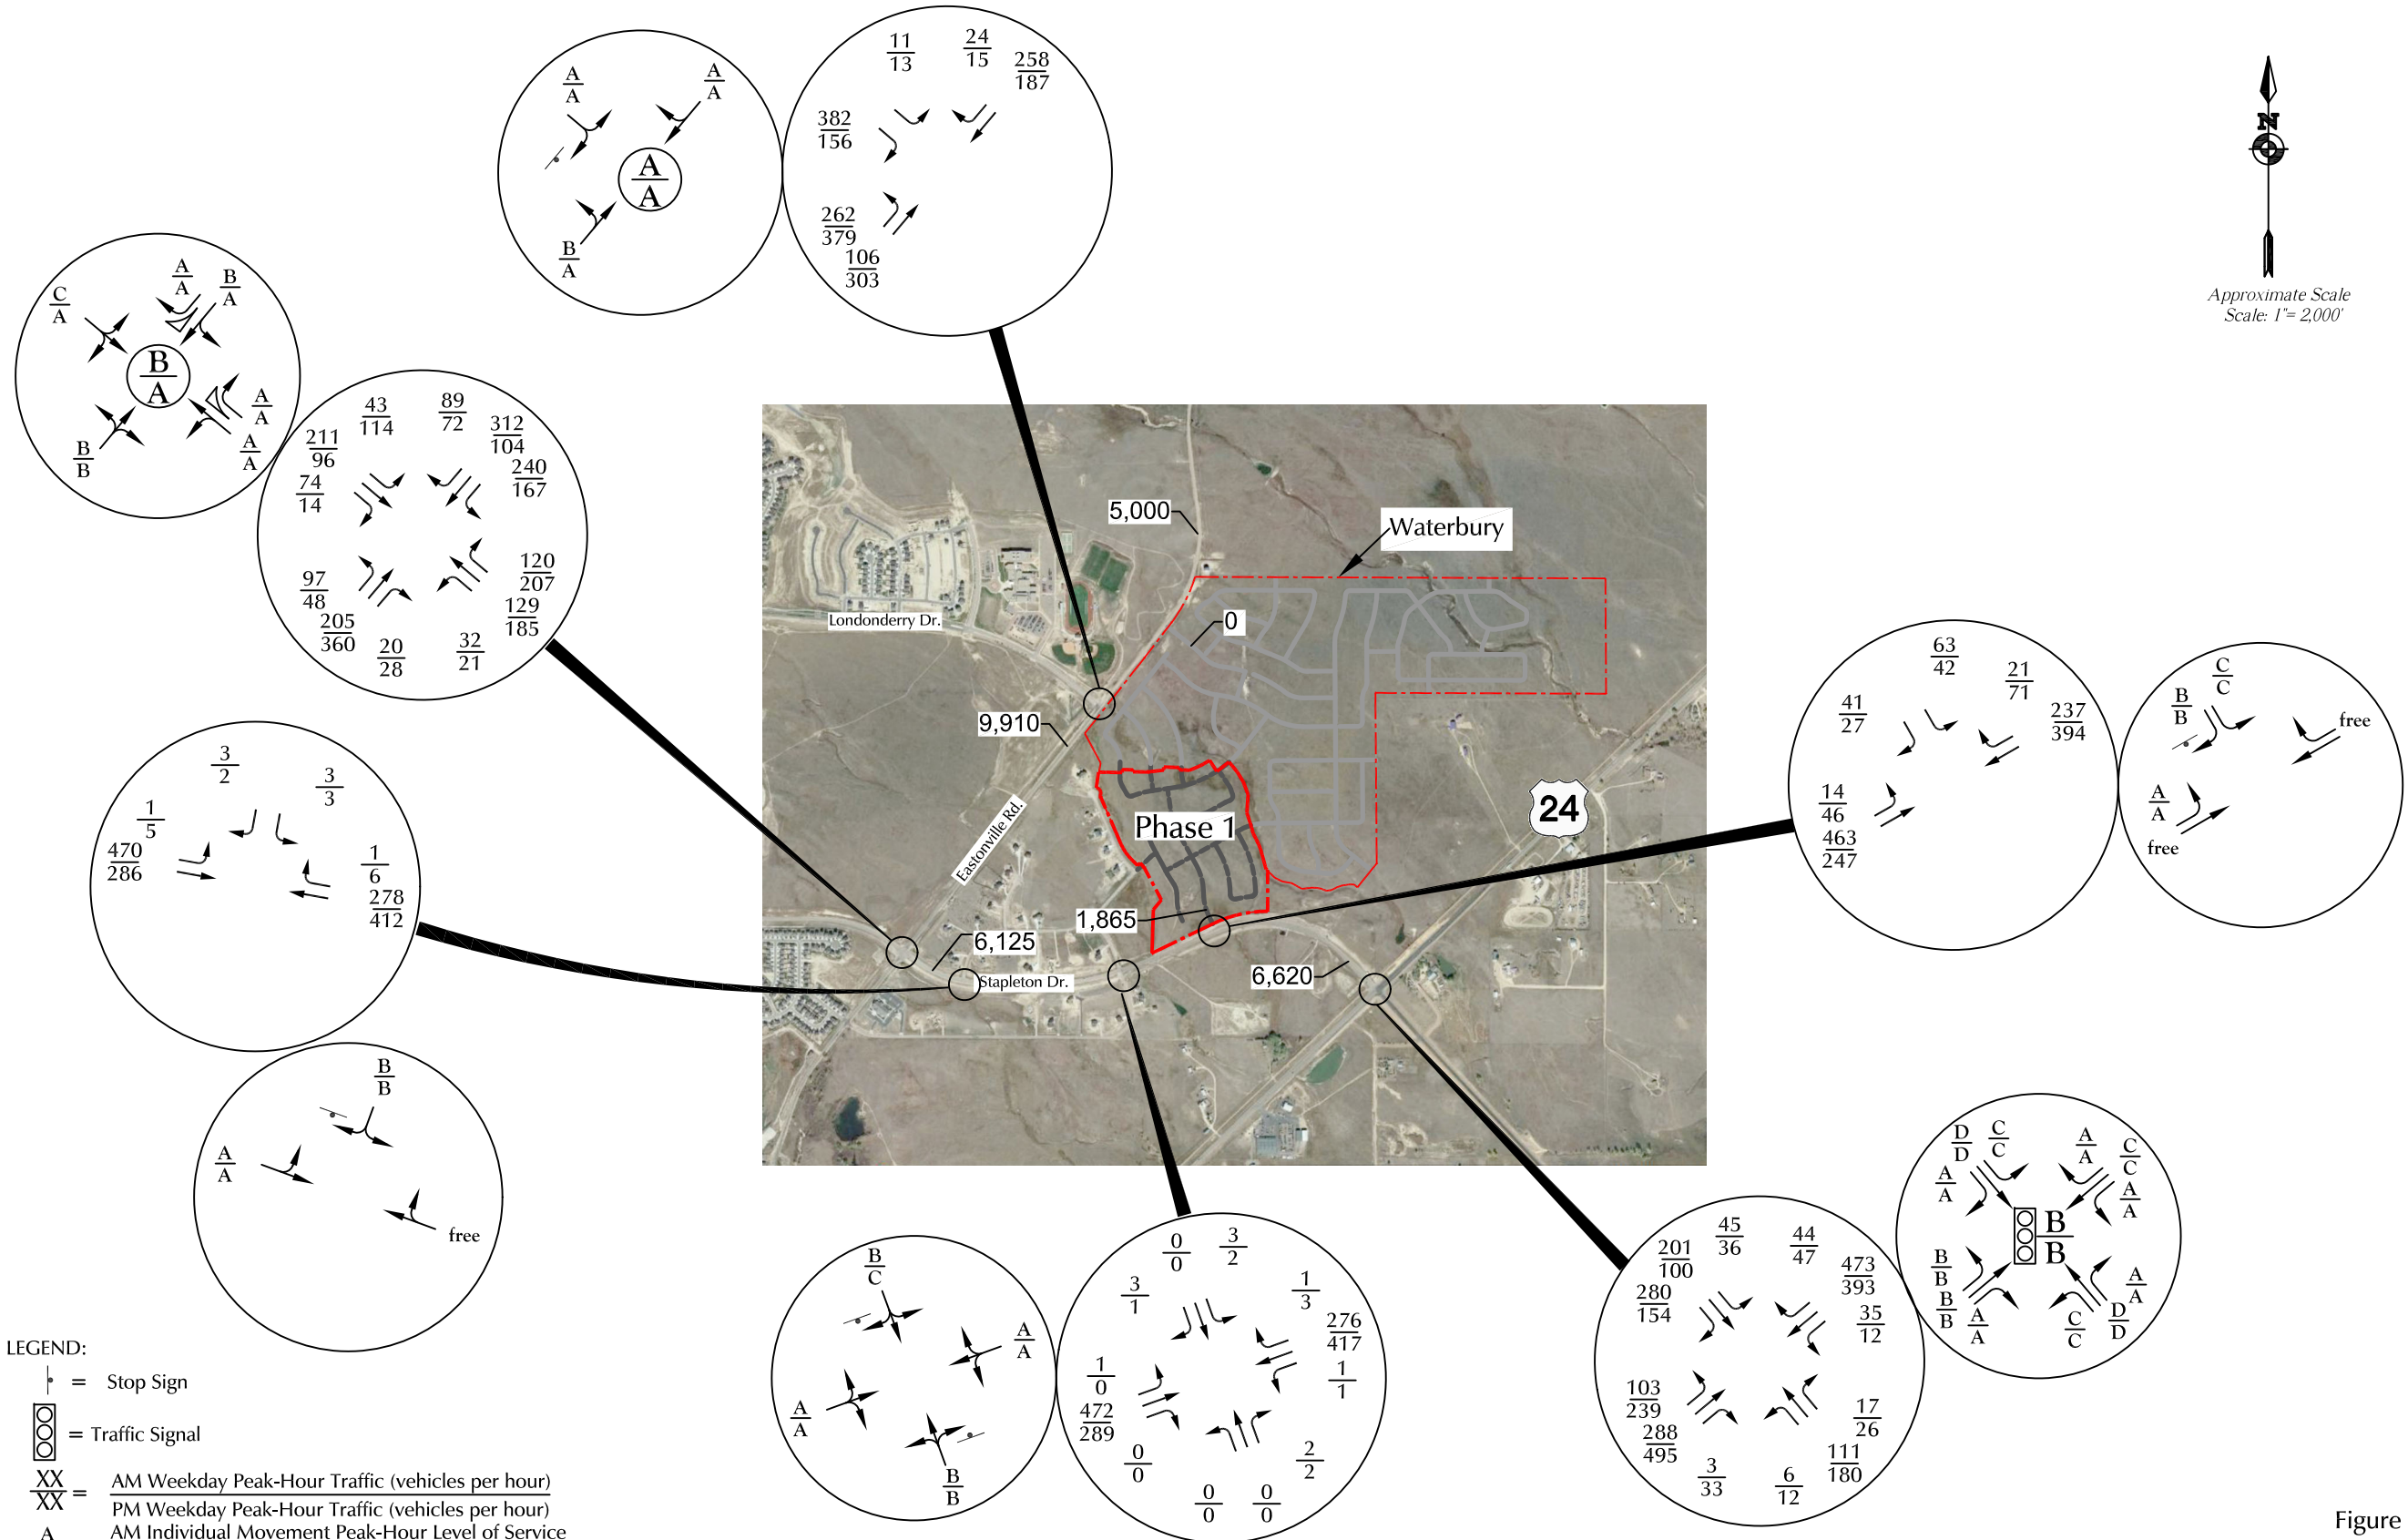 11
13
24
15
258
187
382
156
262
379
106
303
A
A
A
A
A
A
B
A
N
Approximate Scale
Scale: 1"= 2,000'
C
A
A
A
B
A
B
A
A
A
A
A
B
B
43
114
89
72
312
104
211
96
240
167
74
14
97
48
205
360
20
28
32
21
129
185
120
207
5,000
Waterbury
Londonderry Dr.
0
9,910
Eastonville Rd.
Phase 1
24
1,865
6,125
Stapleton Dr.
6,620
63
42
21
71
41
27
237
394
14
46
463
247
C
C
B
B
free
A
A
free
3
2
3
3
1
5
470
286
1
6
278
412
B
B
A
A
free
B
C
A
A
A
A
B
B
0
0
3
2
3
1
1
3
276
417
1
1
1
0
472
289
0
0
0
0
0
0
2
2
45
36
44
47
201
100
473
393
280
154
35
12
103
239
288
495
3
33
6
12
111
180
17
26
D
D
C
C
A
A
A
A
C
C
A
A
B
B
B
B
B
B
A
A
C
C
D
D
A
A
LEGEND:
= Stop Sign
= Traffic Signal
XX
XX
= AM Weekday Peak-Hour Traffic (vehicles per hour)
PM Weekday Peak-Hour Traffic (vehicles per hour)
A AM Individual Movement Peak-Hour Level of Service
Figure